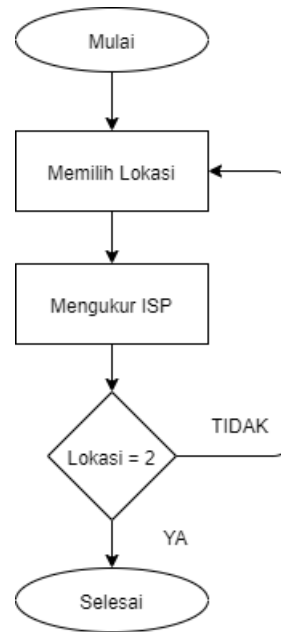 Mulai
Memilih Lokasi
Mengukur ISP
Lokasi = 2
TIDAK
YA
Selesai